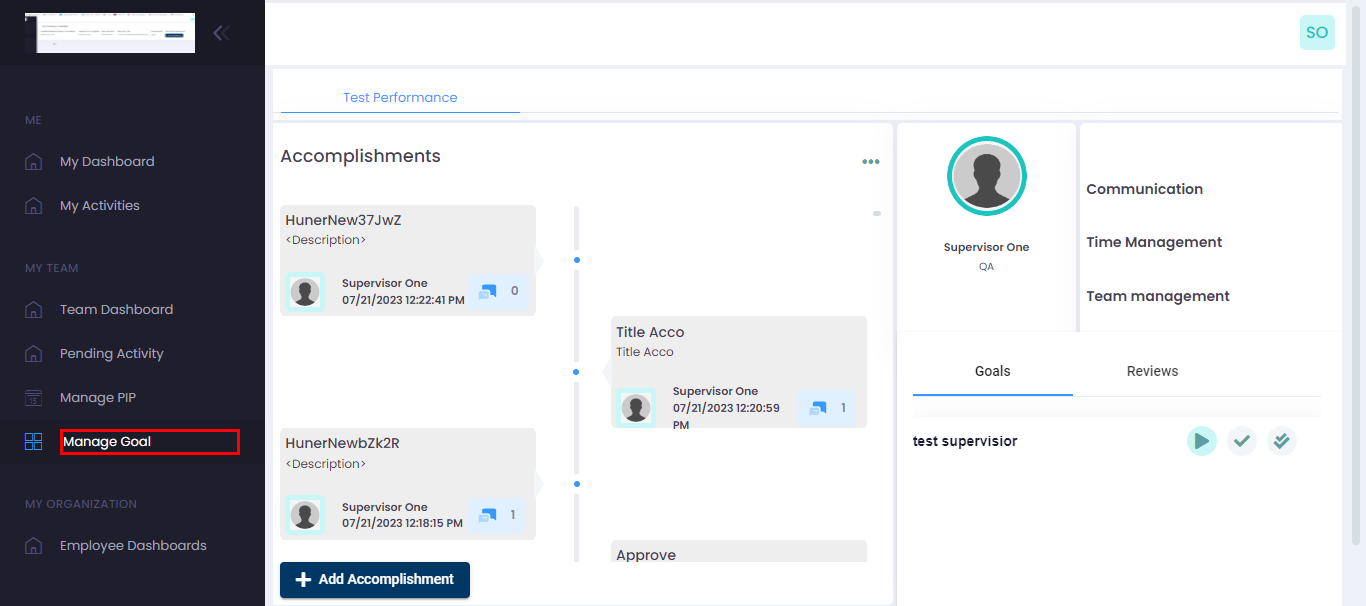 SO
ME
My Dashboard
My Activities
MY TEAM
Team Dashboard
Pending Activity
15
Manage PIP
Manage Goal
MY ORGANIZATION
Employee Dashboards
Test Performance
Accomplishments
HunerNew37JwZ
<Description>
Supervisor One
07/21/2023 12:22:41 PM
0
Title Acco
Title Acco
Supervisor One
07/21/2023 12:20:59
PM
1
HunerNewbZk2R
<Description>
Supervisor One
07/21/2023 12:18:15 PM
1
Approve
Add Accomplishment
Supervisor One
QA
Communication
Time Management
Team management
Goals
Reviews
test supervisior